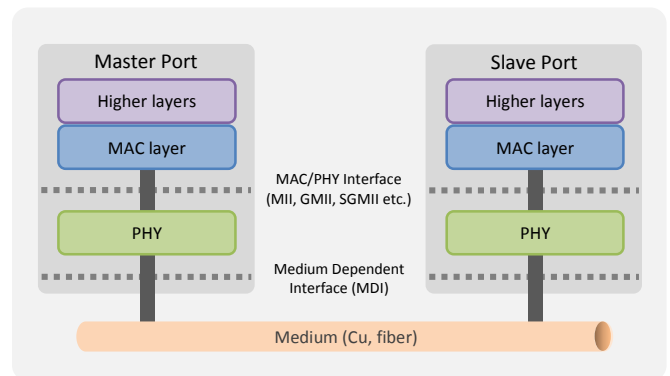 Master Port
Higher layers
MAC layer
PHY
Slave Port
Higher layers
MAC layer
PHY
MAC/PHY Interface
(MII, GMII, SGMII etc.)
Medium Dependent
Interface (MDI)
Medium (Cu, fiber)